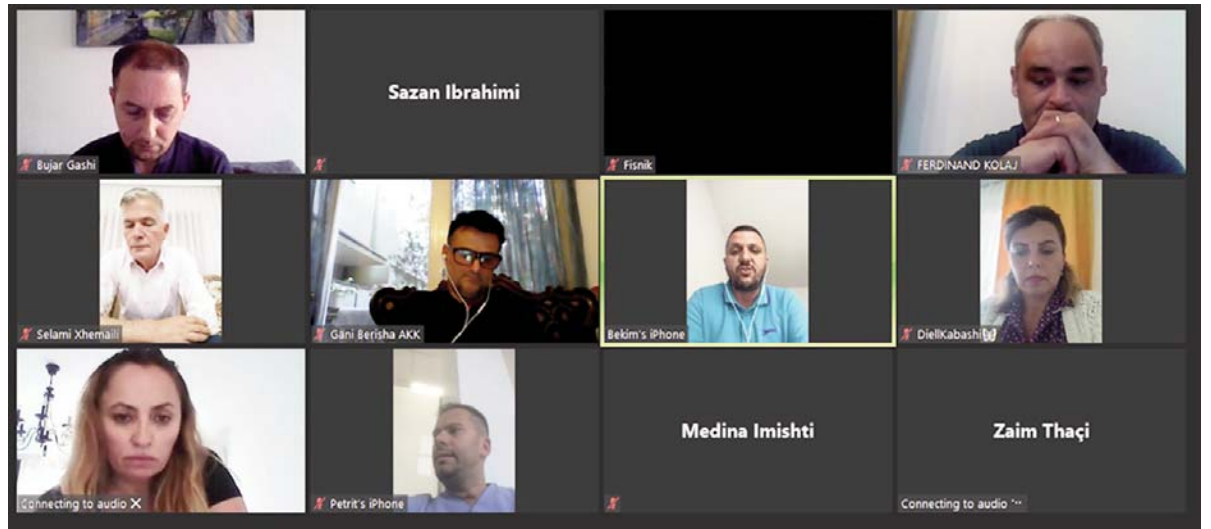 Bujar Gashi
Sazan Ibrahimi
Fisnik
FERDINAND KOLAJ
Selami Xhemaili
Gani Berisha AKK
Bekim's iPhone
DiellKabashi
Connecting to audio
Petrit's iPhone
Medina Imishti
Zaim Thaçi
Connecting to audio ···